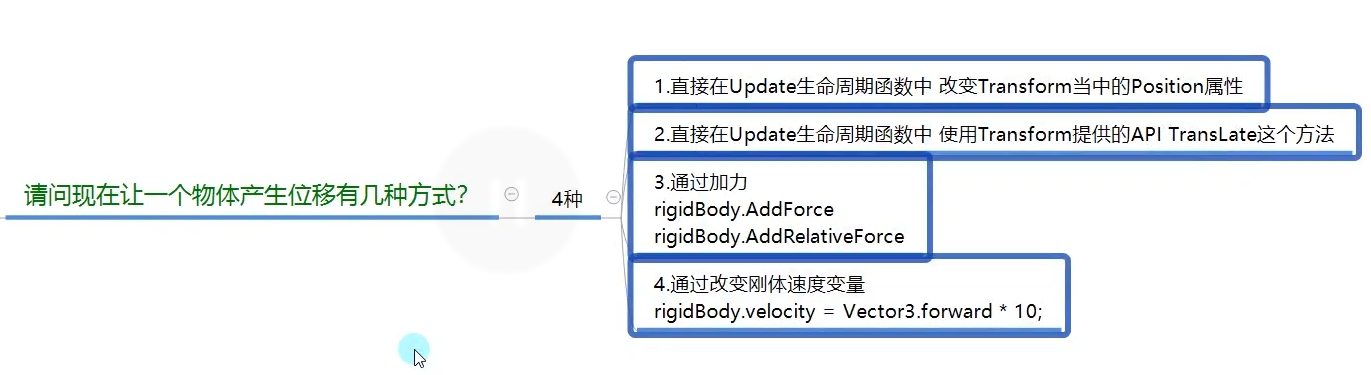 请问现在让一个物体产生位移有几种方式?
4种
1.直接在Update生命周期函数中 改变Transform当中的Position属性
2.直接在Update生命周期函数中 使用Transform提供的API TransLate这个方法
3.通过加力
rigidBody.AddForce
rigidBody.AddRelativeForce
4.通过改变刚体速度变量
rigidBody.velocity = Vector3.forward * 10;